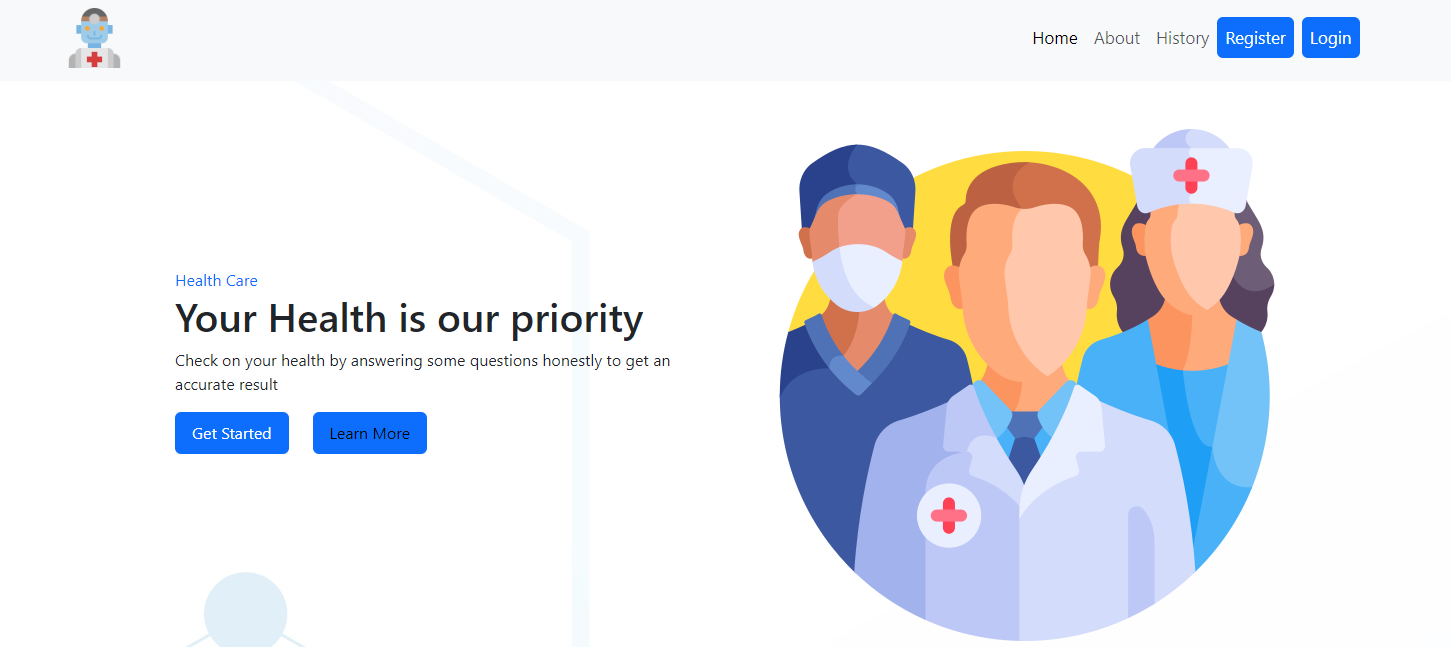 Home About History Register Login
Health Care
Your Health is our priority
Check on your health by answering some questions honestly to get an
accurate result
Get Started Learn More